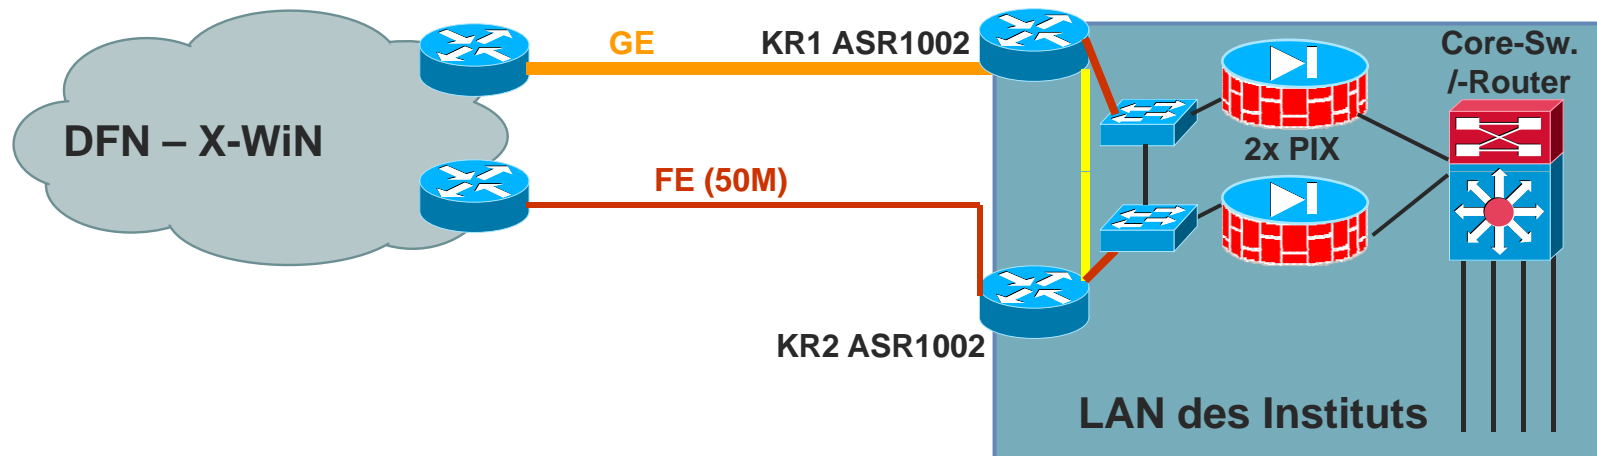 GE
KR1 ASR1002
Core-Sw.
/-Router
DFN – X-WiN
2x PIX
FE (50M)
KR2 ASR1002
LAN des Instituts